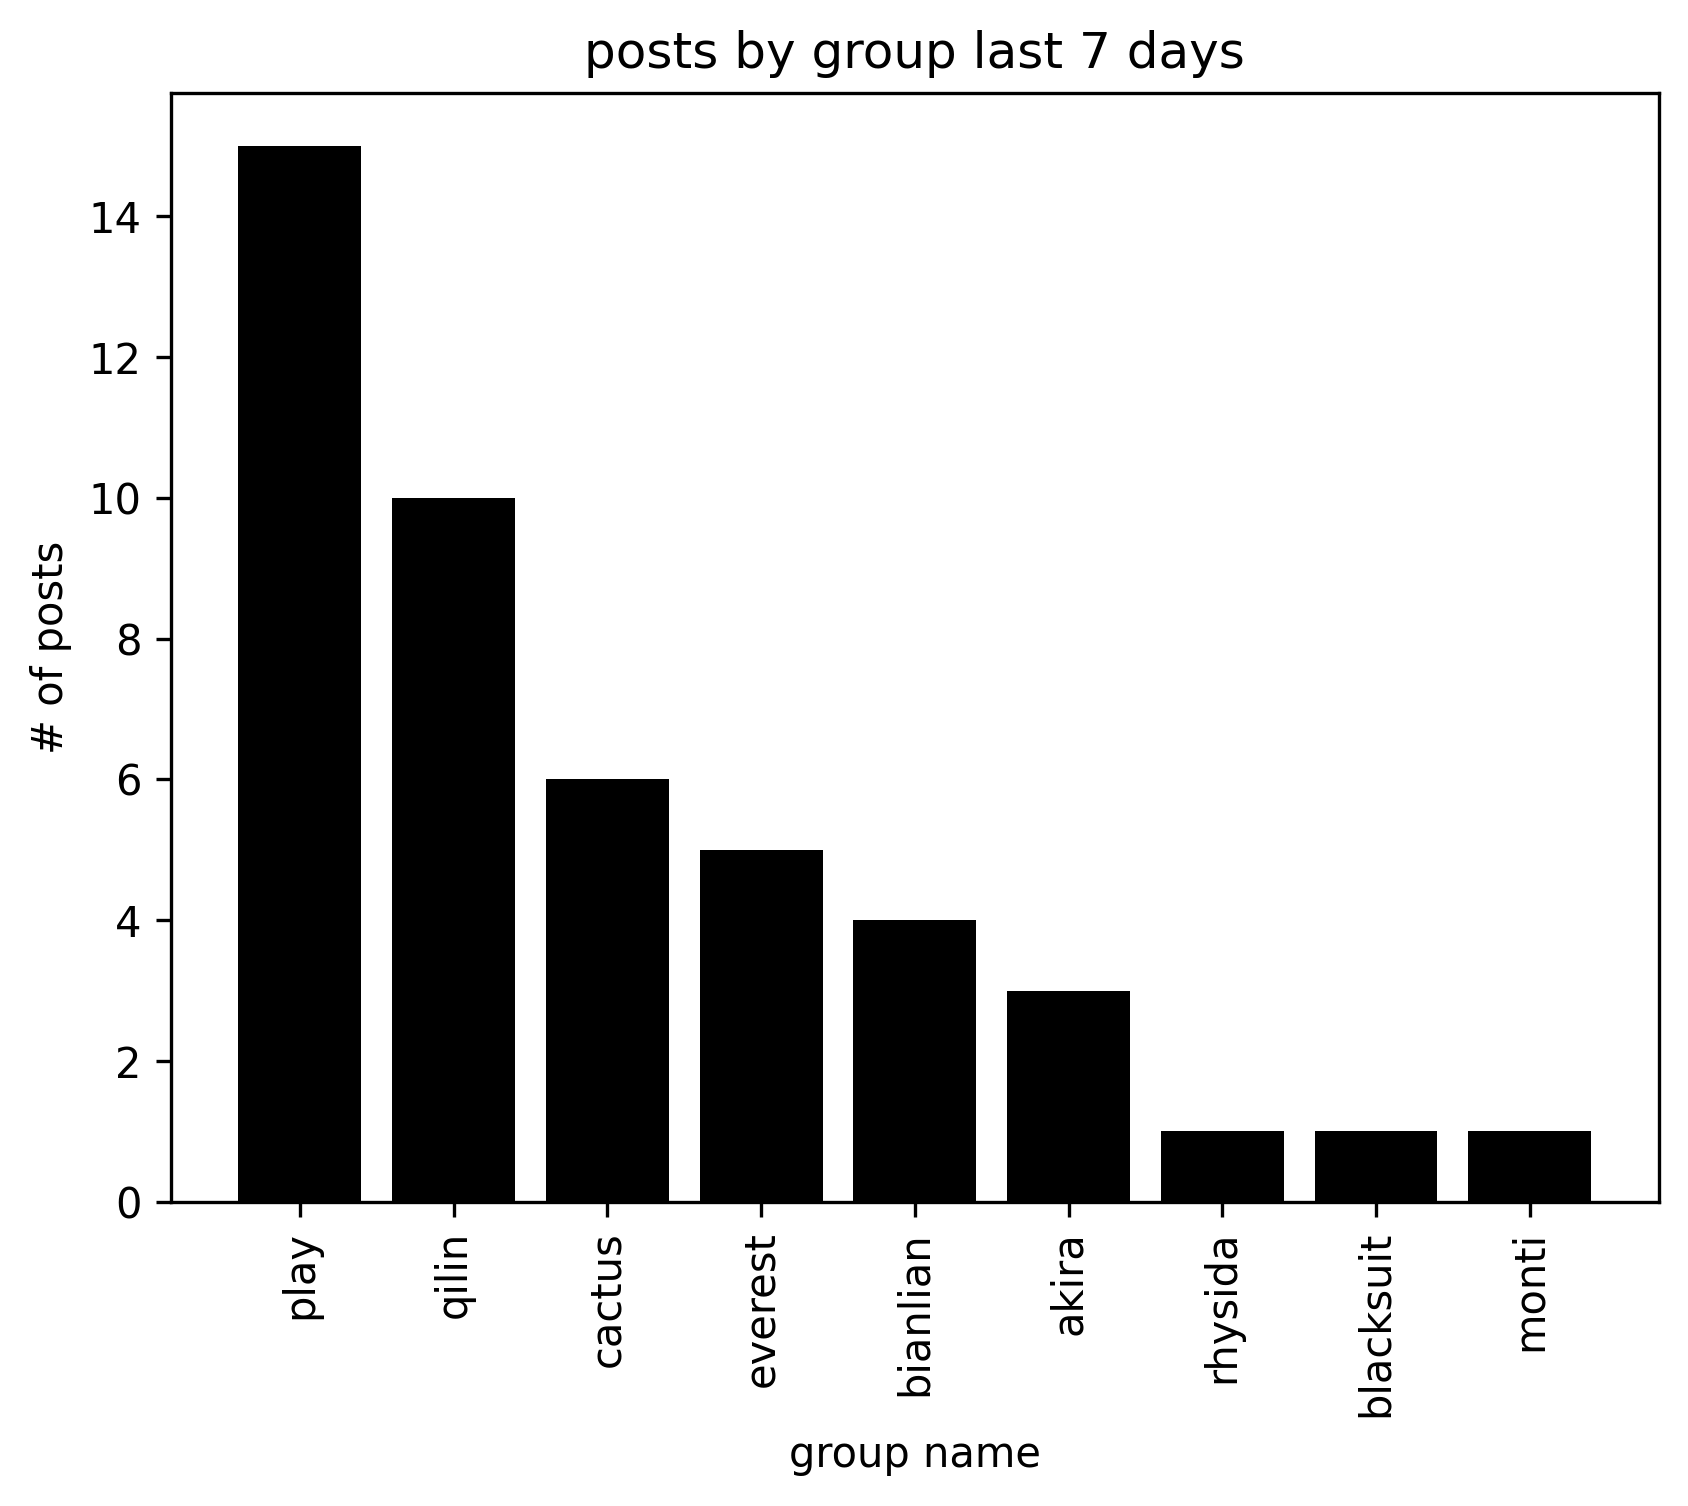 posts by group last 7 days
14
12
10
8
6
4
2
0
# of posts
play
qilin
cactus
everest
bianlian
akira
rhysida
blacksuit
monti
group name